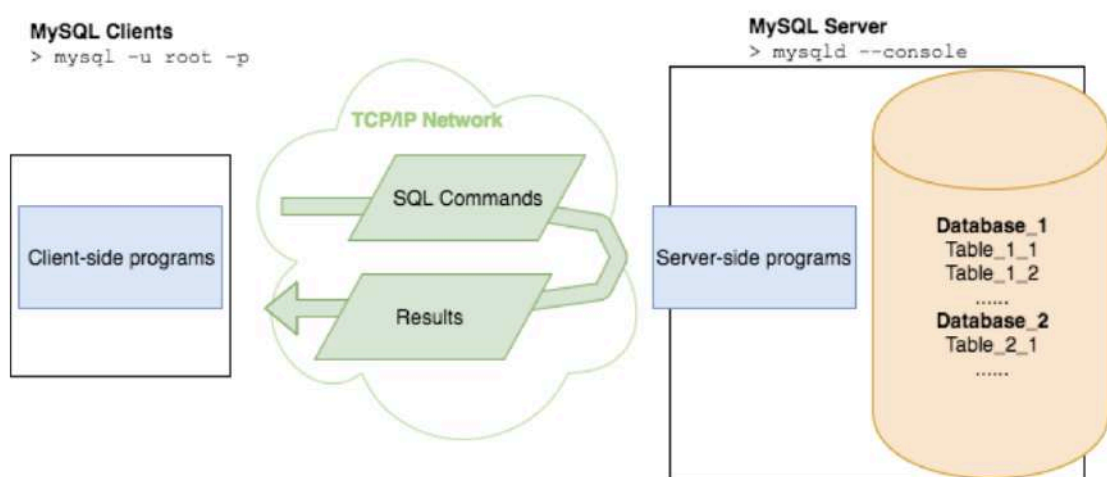 MySQL Clients
> mysql -u root -p
MySQL Server
> mysqld --console
TCP/IP Network
SQL Commands
Client-side programs
Results
Server-side programs
Database_1
Table_1_1
Table_1_2
......
Database_2
Table_2_1
......